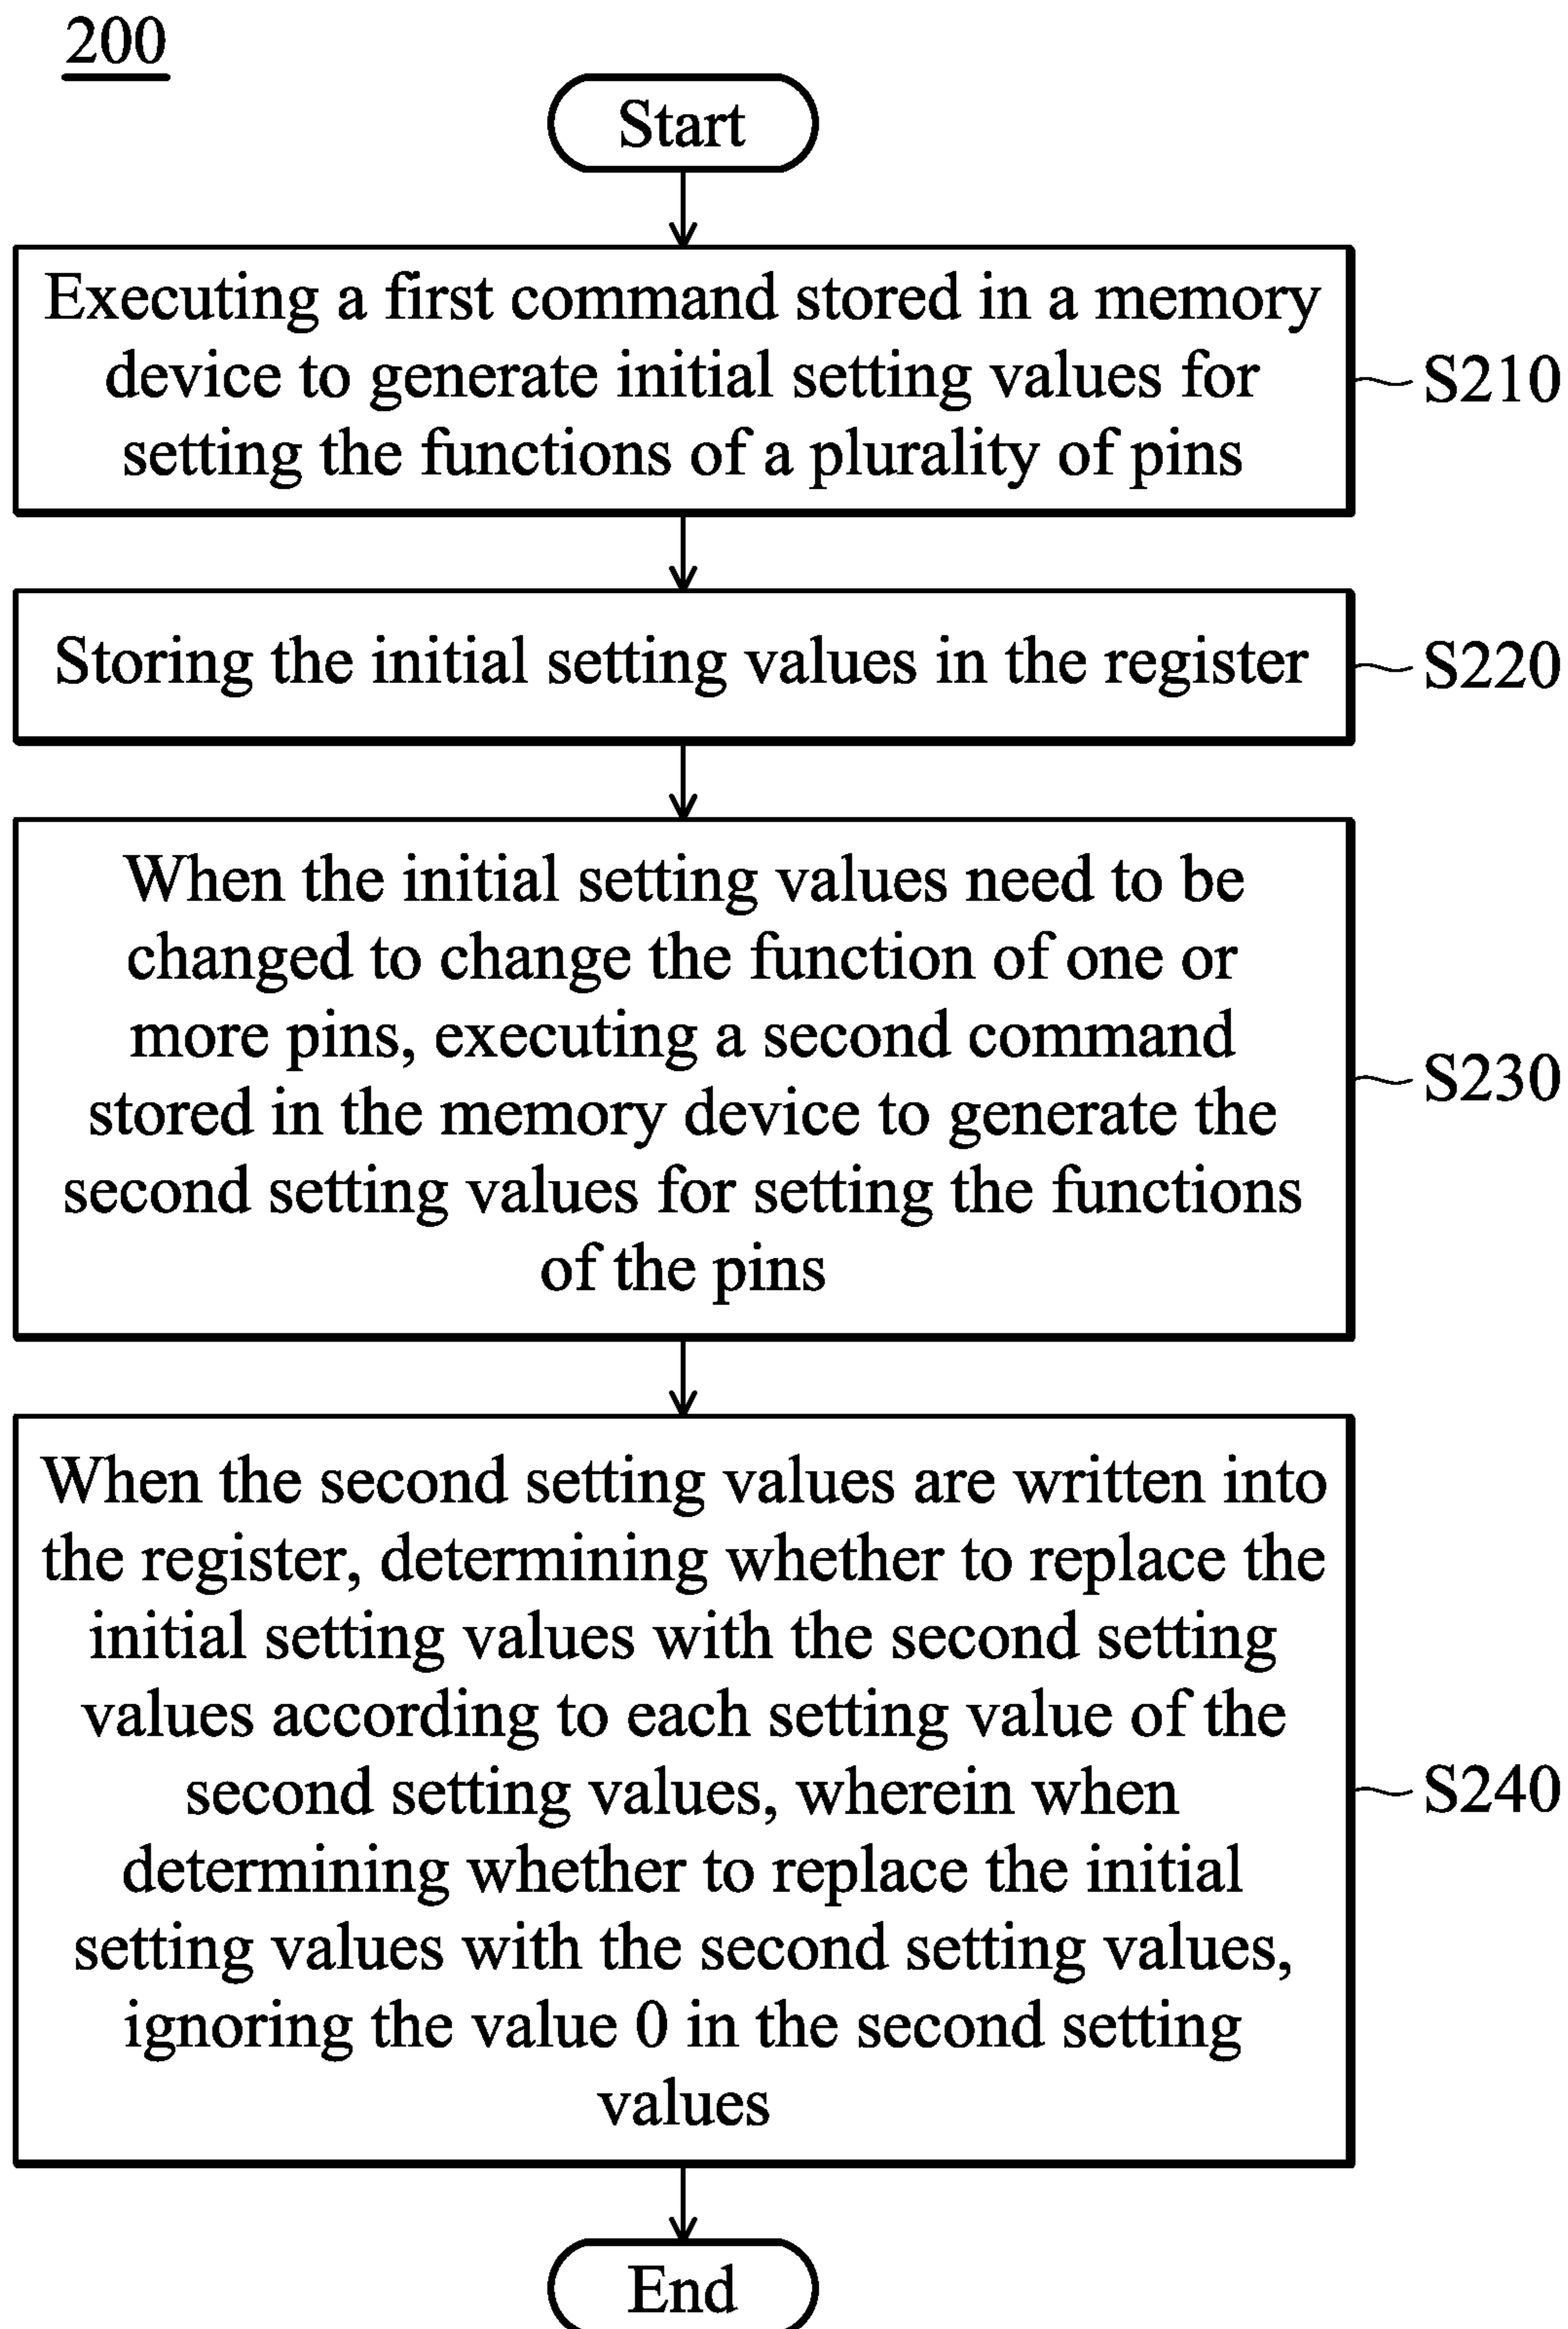 200
Start
Executing a first command stored in a memory
device to generate initial setting values for
setting the functions of a plurality of pins
S210
Storing the initial setting values in the register
S220
When the initial setting values need to be
changed to change the function of one or
more pins, executing a second command
stored in the memory device to generate the
second setting values for setting the functions
of the pins
S230
When the second setting values are written into
the register, determining whether to replace the
initial setting values with the second setting
values according to each setting value of the
second setting values, wherein when
determining whether to replace the initial
setting values with the second setting values,
ignoring the value 0 in the second setting
values
S240
End